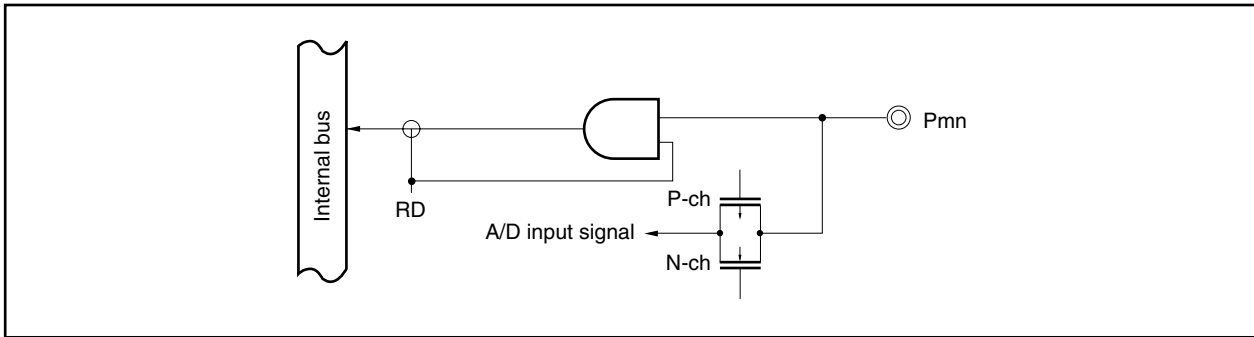 Internal bus
RD
Pmn
P-ch
A/D input signal
N-ch